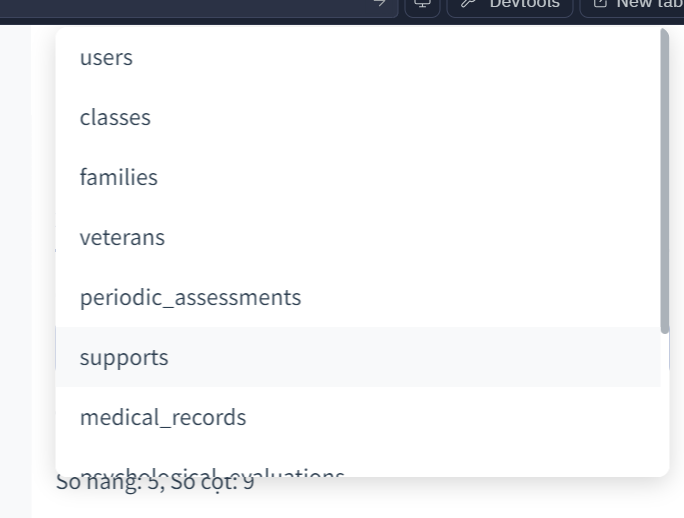 DevTools
New tab
users
classes
families
veterans
periodic_assessments
supports
medical_records
psychological_evaluations
Số hàng: 5, Số cột: 9